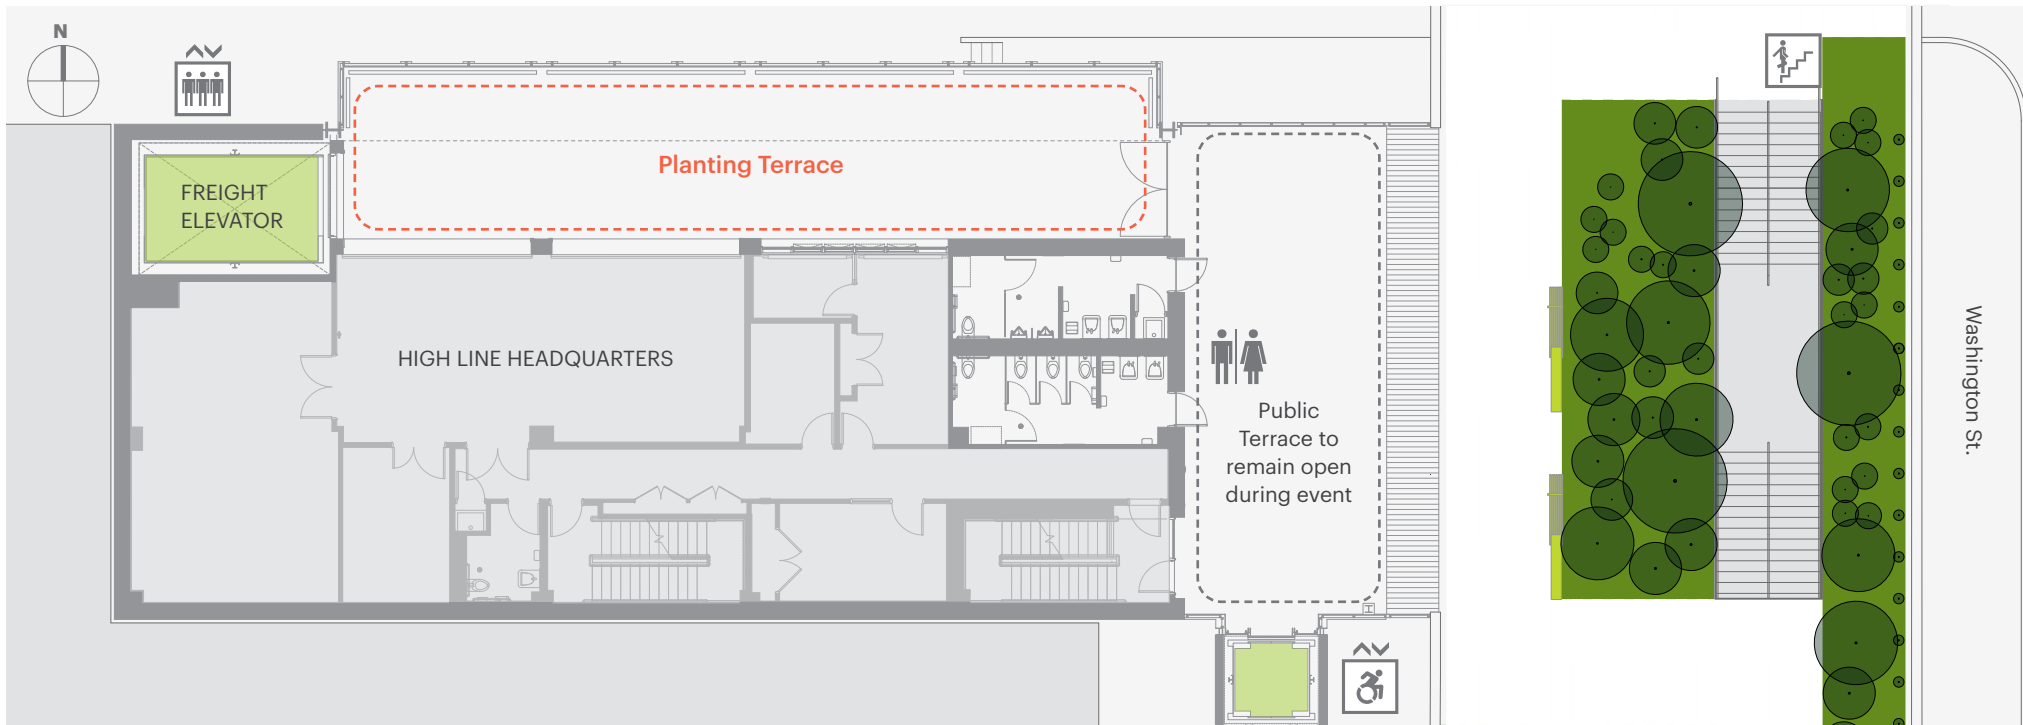 N
Planting Terrace
FREIGHT
ELEVATOR
HIGH LINE HEADQUARTERS
Public
Terrace to
remain open
during event
Washington St.